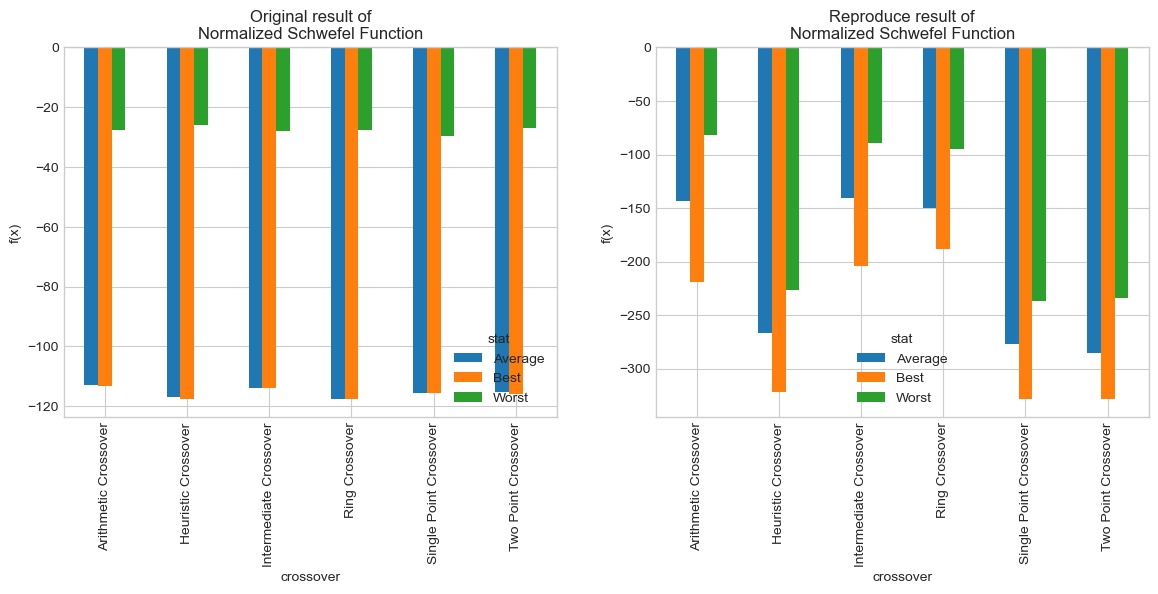 Original result of
Normalized Schwefel Function
0
−20
−40
−60
−80
−100
−120
f(x)
stat
Average
Best
Worst
Arithmetic Crossover
Heuristic Crossover
Intermediate Crossover
Ring Crossover
Single Point Crossover
Two Point Crossover
crossover
Reproduce result of
Normalized Schwefel Function
0
−50
−100
−150
−200
−250
−300
f(x)
stat
Average
Best
Worst
Arithmetic Crossover
Heuristic Crossover
Intermediate Crossover
Ring Crossover
Single Point Crossover
Two Point Crossover
crossover